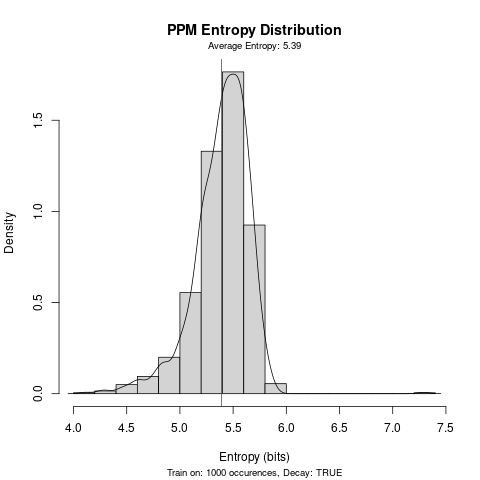 PPM Entropy Distribution
Average Entropy: 5.39
Density
0.0 0.5 1.0 1.5
4.0 4.5 5.0 5.5 6.0 6.5 7.0 7.5
Entropy (bits)
Train on: 1000 occurences, Decay: TRUE